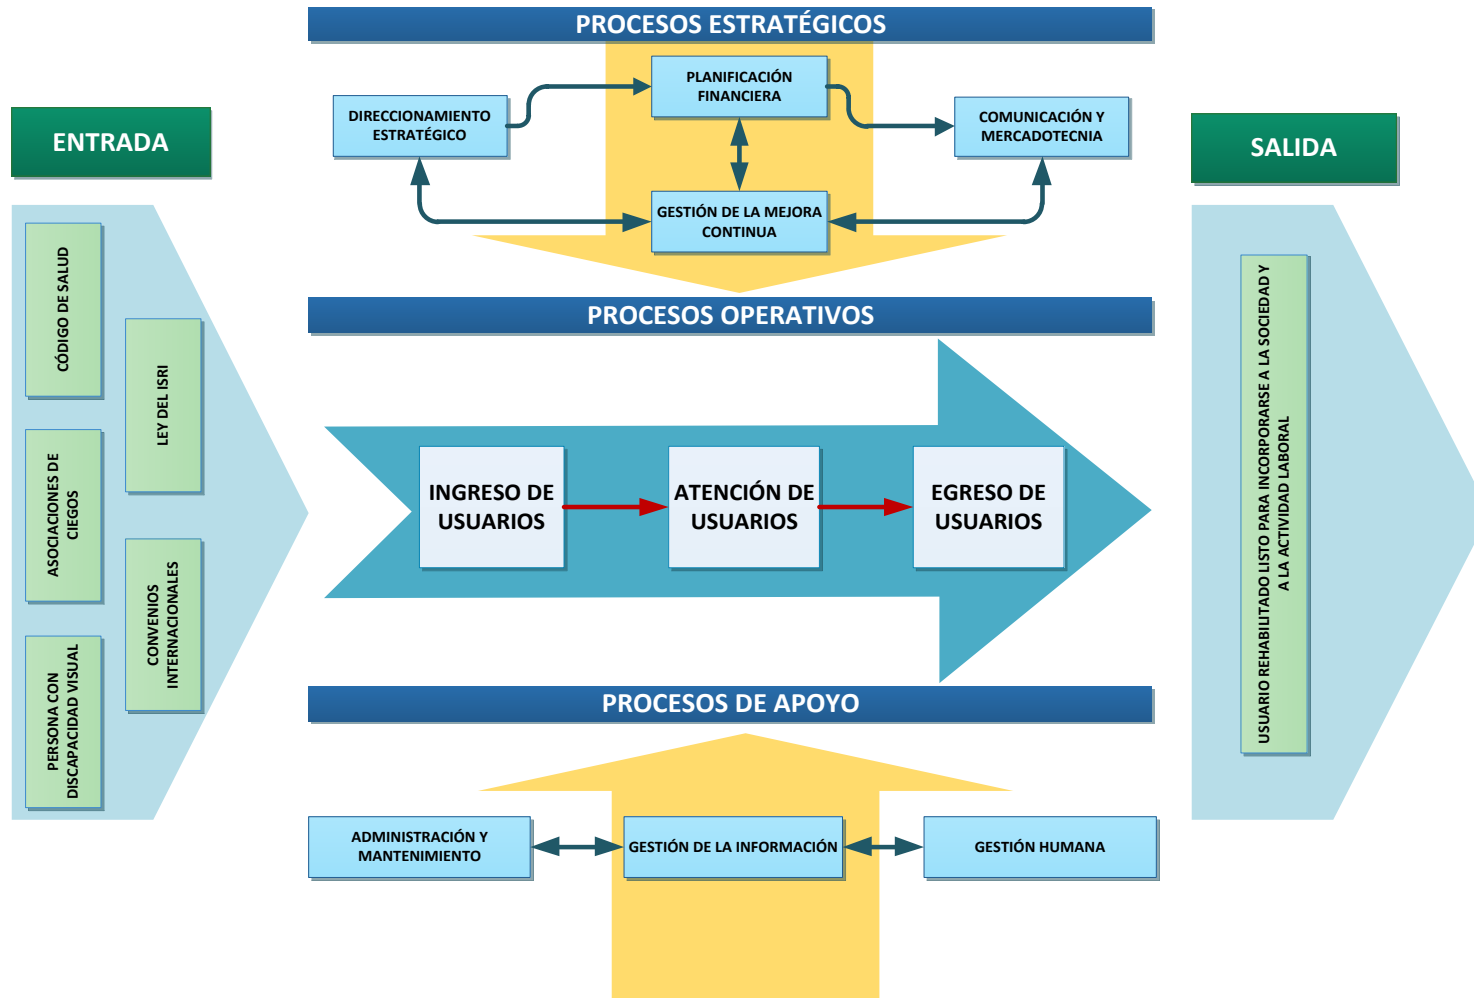 PROCESOS ESTRATÉGICOS
PLANIFICACIÓN
FINANCIERA
DIRECCIONAMIENTO
ESTRATÉGICO
COMUNICACIÓN Y
MERCADOTECNIA
GESTIÓN DE LA MEJORA
CONTINUA
ENTRADA
CÓDIGO DE SALUD
LEY DEL ISRI
ASOCIACIONES DE
CIEGOS
CONVENIOS
INTERNACIONALES
PERSONA CON
DISCAPACIDAD VISUAL
PROCESOS OPERATIVOS
INGRESO DE
USUARIOS
ATENCIÓN DE
USUARIOS
EGRESO DE
USUARIOS
PROCESOS DE APOYO
ADMINISTRACIÓN Y
MANTENIMIENTO
GESTIÓN DE LA INFORMACIÓN
GESTIÓN HUMANA
SALIDA
USUARIO REHABILITADO LISTO PARA INCORPORARSE A LA SOCIEDAD Y
A LA ACTIVIDAD LABORAL